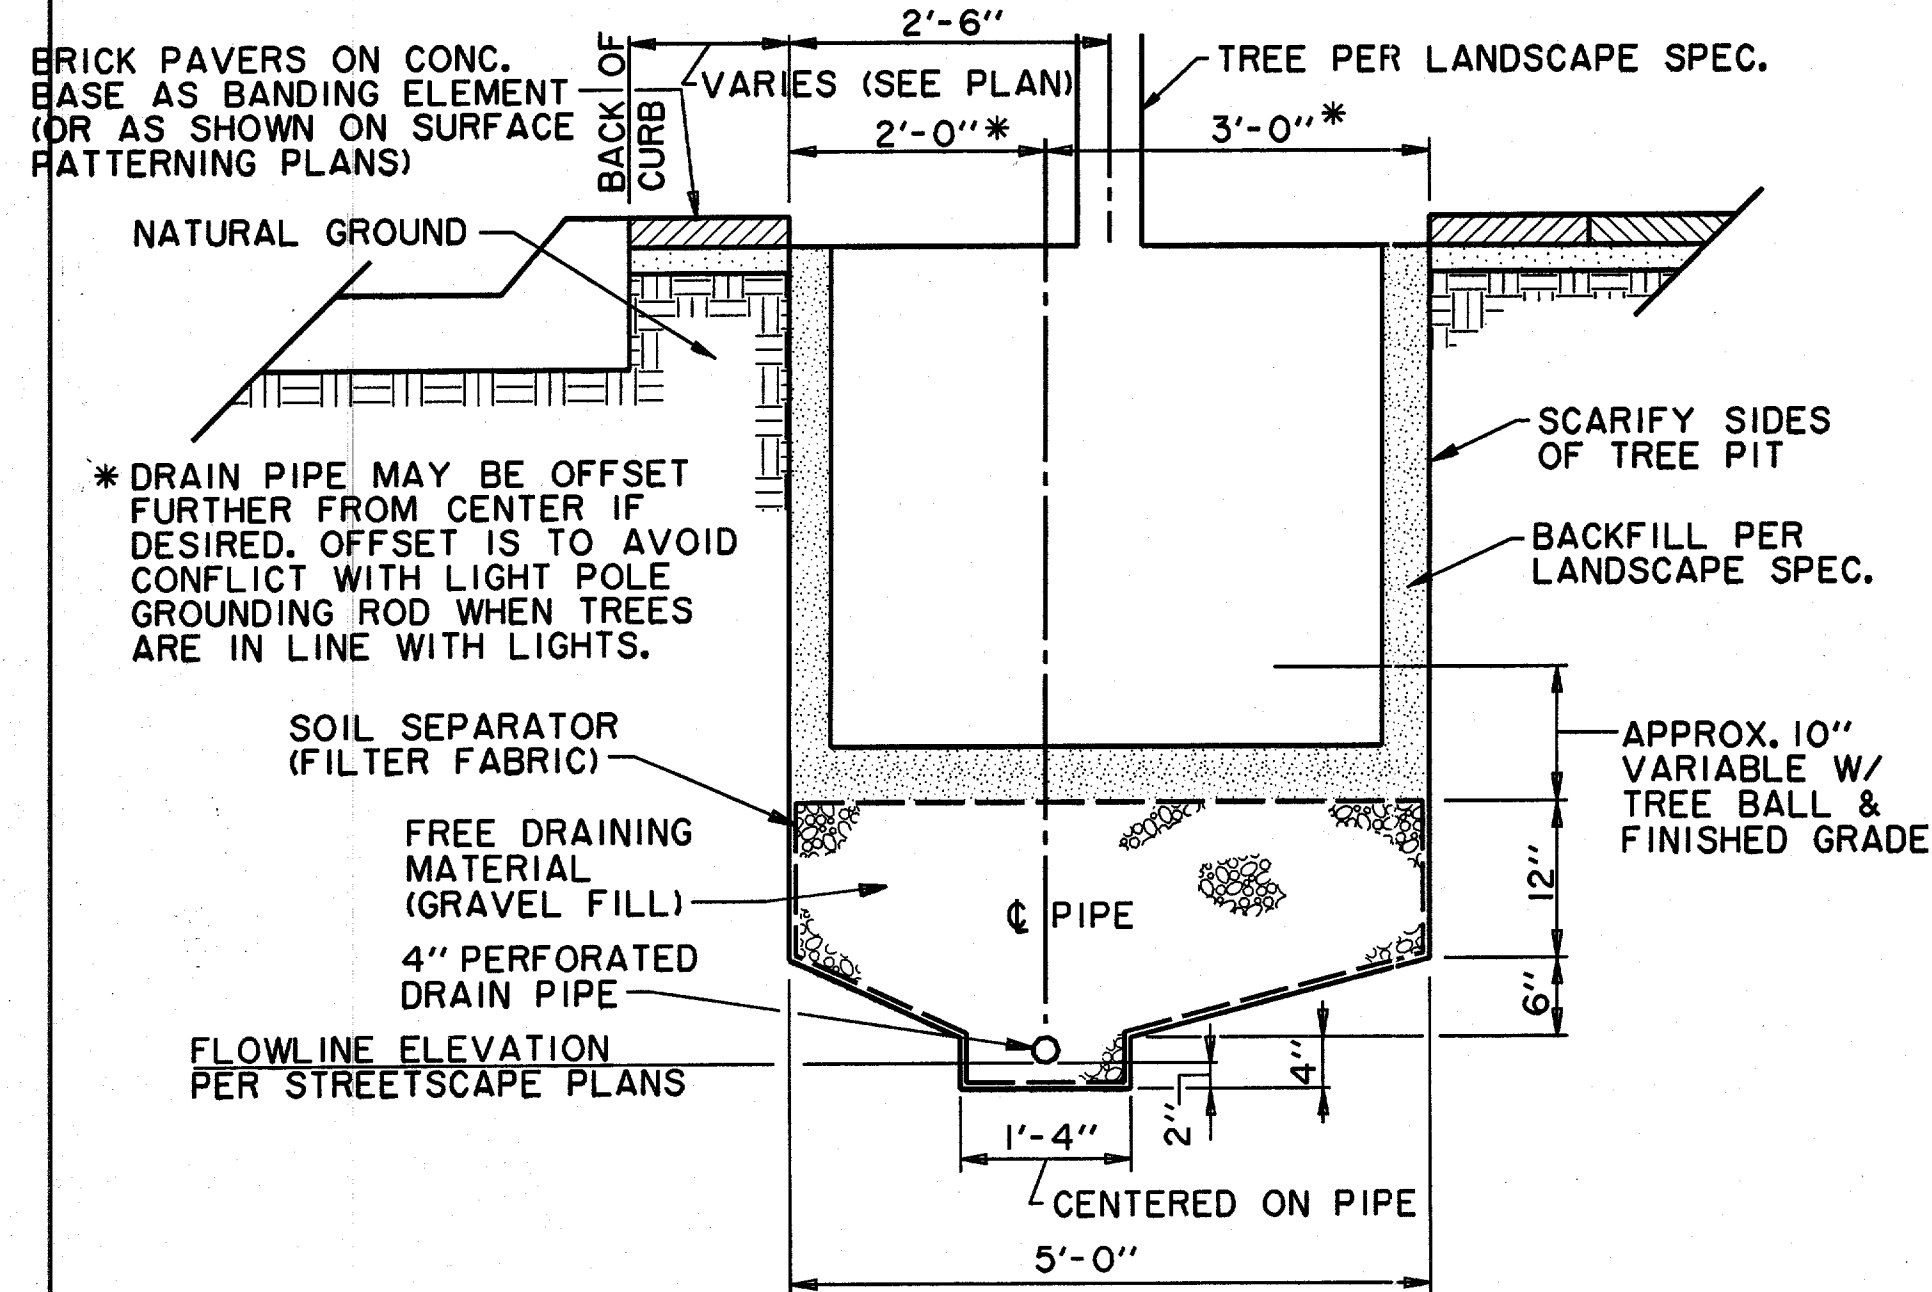 2'-6"
BRICK PAVERS ON CONC.
BASE AS BANDING ELEMENT
(OR AS SHOWN ON SURFACE
PATTERNING PLANS)
BACK OF
CURB
VARIES (SEE PLAN)
TREE PER LANDSCAPE SPEC.
2'-0"*
3'-0"*
NATURAL GROUND
SCARIFY SIDES
OF TREE PIT
* DRAIN PIPE MAY BE OFFSET
FURTHER FROM CENTER IF
DESIRED. OFFSET IS TO AVOID
CONFLICT WITH LIGHT POLE
GROUNDING ROD WHEN TREES
ARE IN LINE WITH LIGHTS.
BACKFILL PER
LANDSCAPE SPEC.
SOIL SEPARATOR
(FILTER FABRIC)
APPROX. 10"
VARIABLE W/
TREE BALL &
FINISHED GRADE
FREE DRAINING
MATERIAL
(GRAVEL FILL)
℄ PIPE
12"
4" PERFORATED
DRAIN PIPE
6"
FLOWLINE ELEVATION
PER STREETSCAPE PLANS
4"
2"
1'-4"
CENTERED ON PIPE
5'-0"